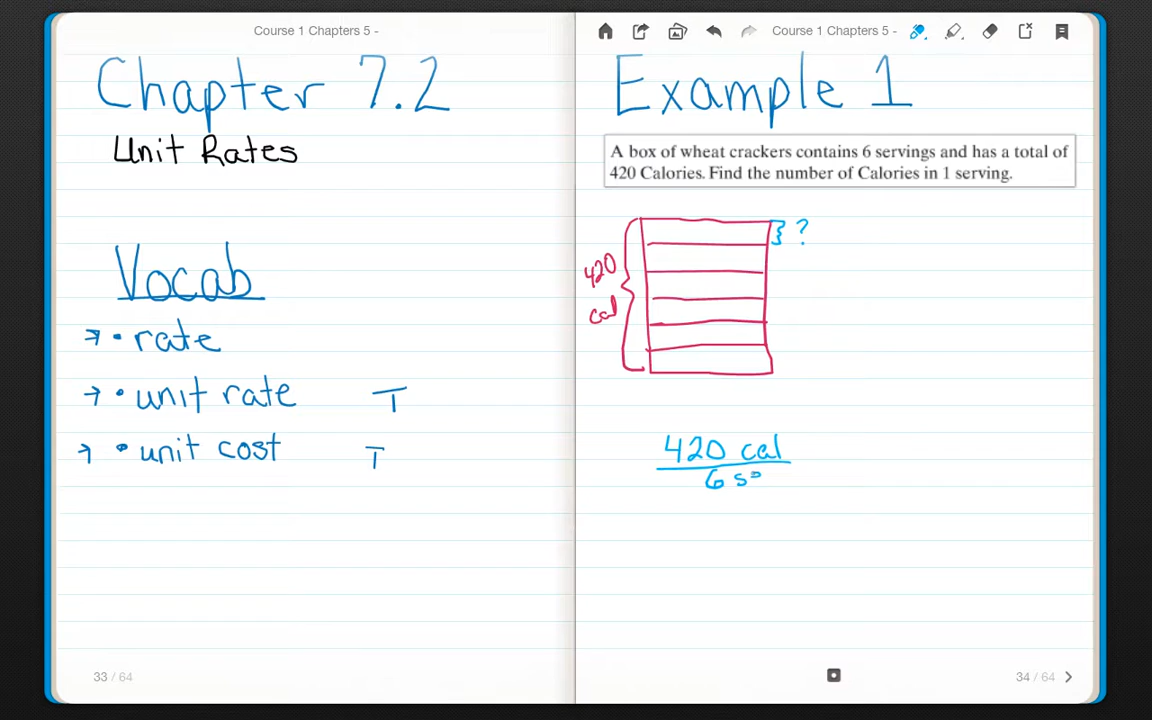 Course 1 Chapters 5 -
Chapter 7.2
Unit Rates
Vocab
→ • rate
→ • unit rate T
→ • unit cost T
33 / 64
Course 1 Chapters 5 -
Example 1
A box of wheat crackers contains 6 servings and has a total of
420 Calories. Find the number of Calories in 1 serving.
?
420
cal
420 cal
6
34 / 64